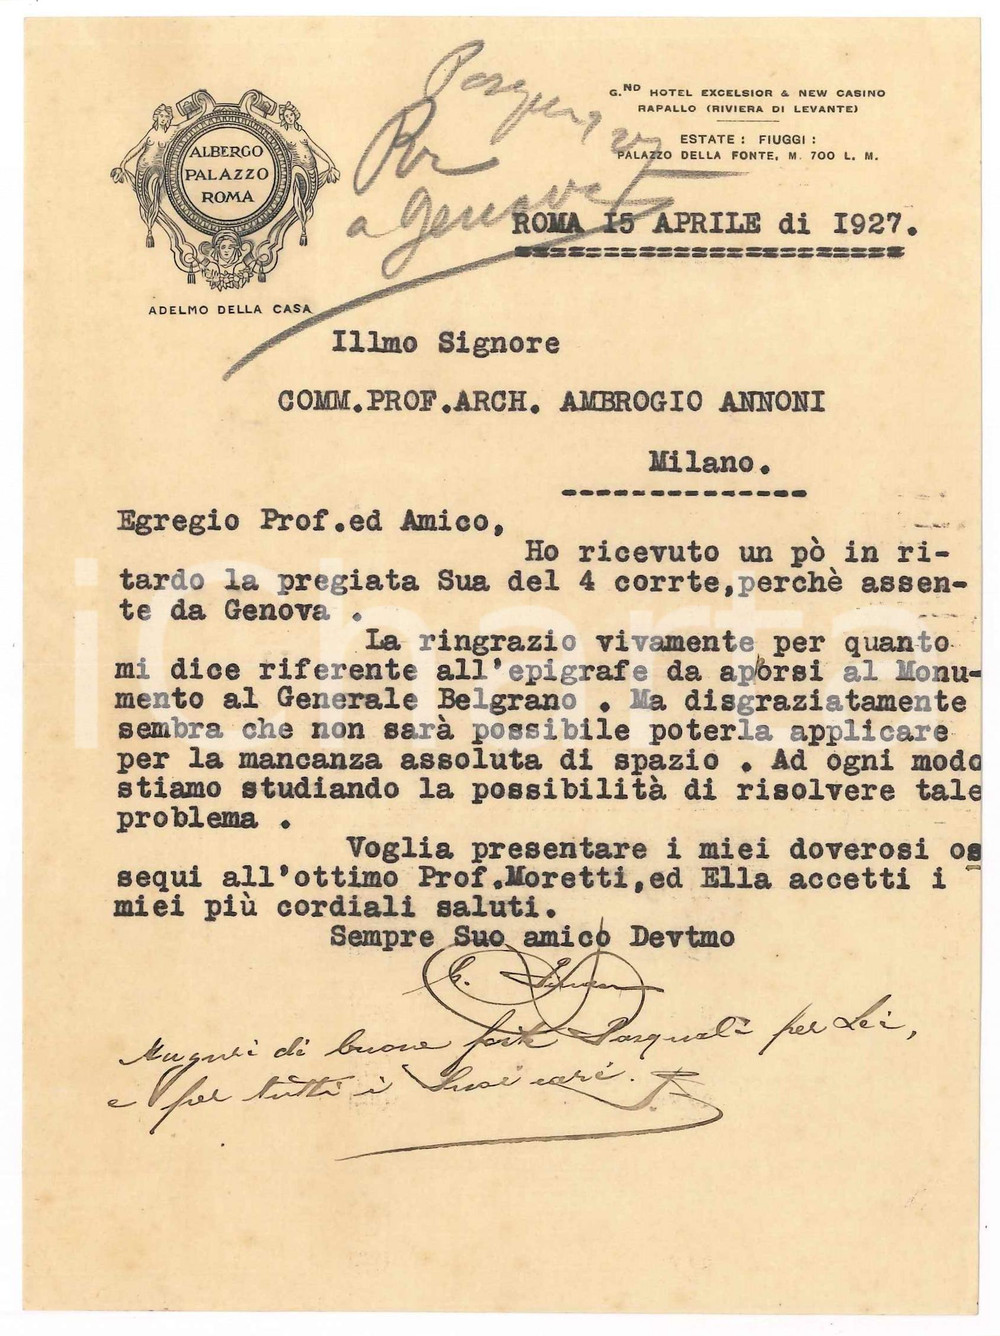 ALBERGO
PALAZZO
ROMA
ADELMO DELLA CASA
G.ND HOTEL EXCELSIOR & NEW CASINO
RAPALLO (RIVIERA DI LEVANTE)
ESTATE: FIUGGI:
PALAZZO DELLA FONTE, M. 700 L. M.
a Genova
ROMA 15 APRILE di 1927.
Illmo Signore
COMM.PROF.ARCH. AMBROGIO ANNONI
Milano.
Egregio Prof.ed Amico,
Ho ricevuto un pò in ri-
tardo la pregiata Sua del 4 corrte,perchè assen-
te da Genova .
La ringrazio vivamente per quanto
mi dice riferente all'epigrafe da aporsi al Monu-
mento al Generale Belgrano . Ma disgraziatamente
sembra che non sarà possibile poterla applicare
per la mancanza assoluta di spazio . Ad ogni modo
stiamo studiando la possibilità di risolvere tale
problema .
Voglia presentare i miei doverosi os
sequi all'ottimo Prof.Moretti,ed Ella accetti i
miei più cordiali saluti.
Sempre Suo amico Devtmo
Auguri di buone feste Pasquali per Lei,
e per tutti i Suoi cari.
iCharta